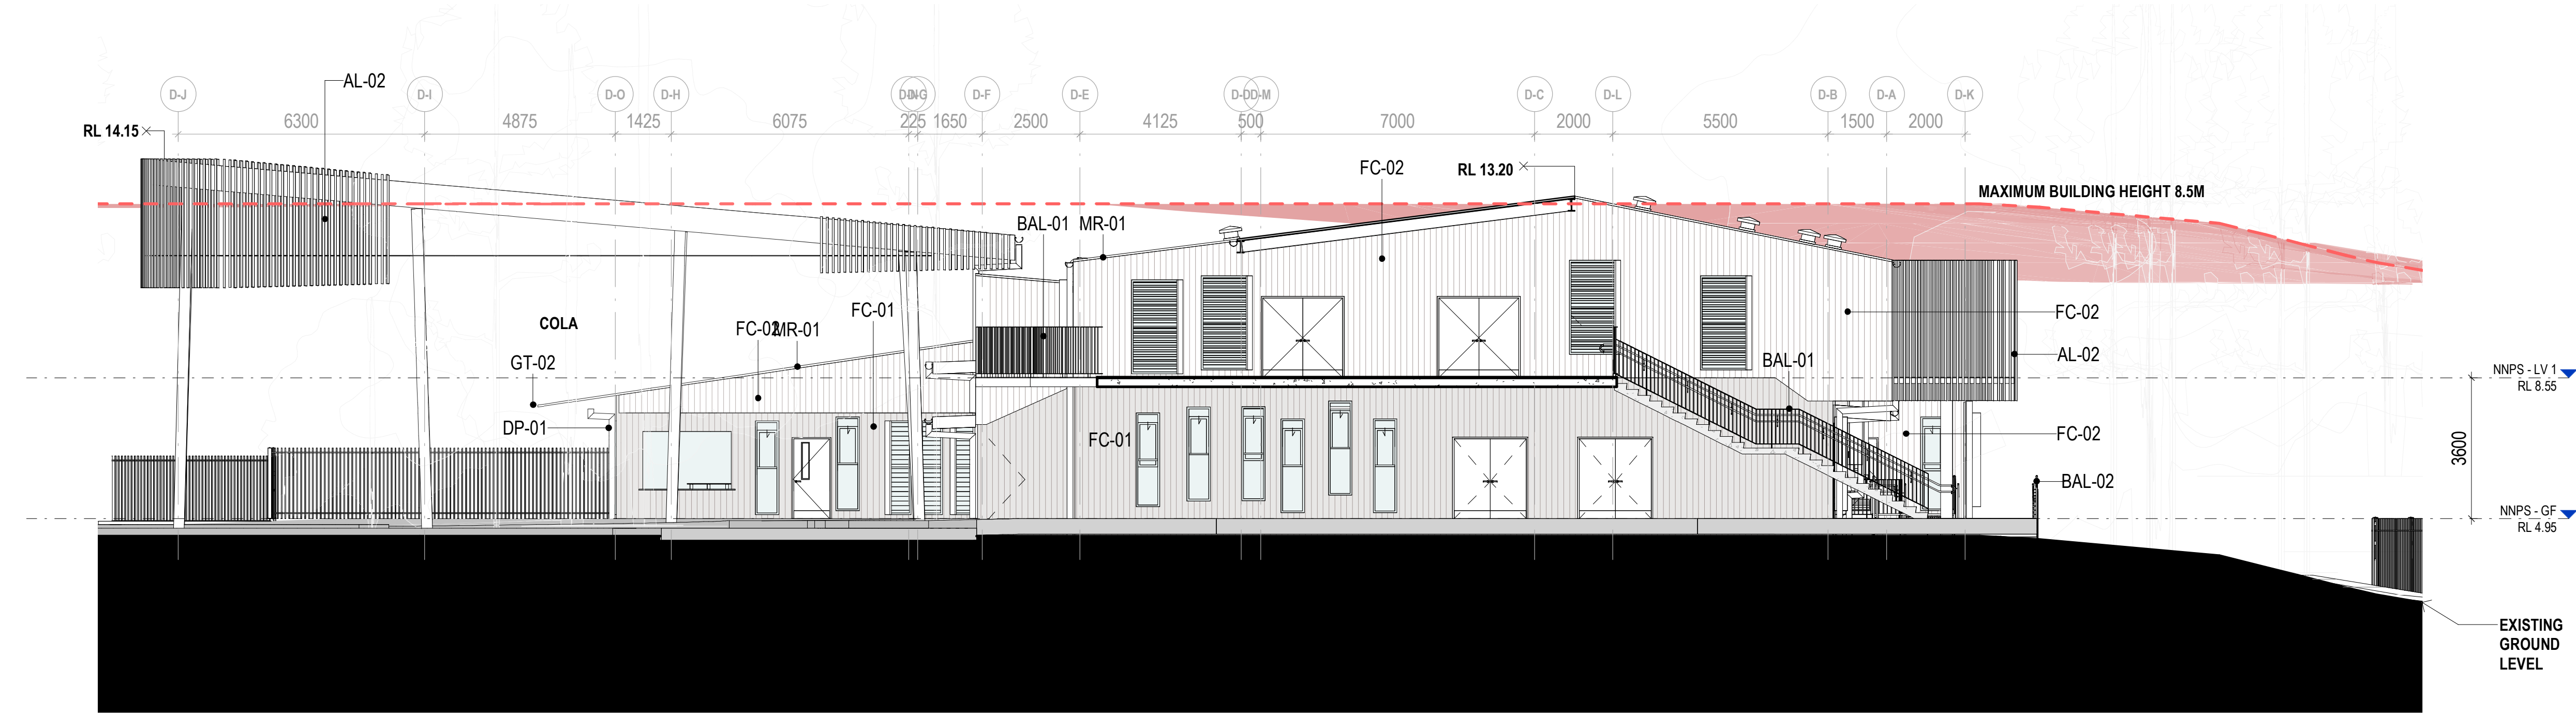 AL-02
D-J
D-I
D-O
D-H
D-G
D-F
D-E
D-D
D-M
D-C
D-L
D-B
D-A
D-K
6300
4875
1425
6075
225
1650
2500
4125
500
7000
2000
5500
1500
2000
RL 14.15
FC-02
RL 13.20
MAXIMUM BUILDING HEIGHT 8.5M
BAL-01
MR-01
FC-01
COLA
FC-02
MR-01
FC-02
GT-02
AL-02
BAL-01
NNPS - LV 1
RL 8.55
DP-01
FC-01
FC-02
3600
BAL-02
NNPS - GF
RL 4.95
EXISTING
GROUND
LEVEL